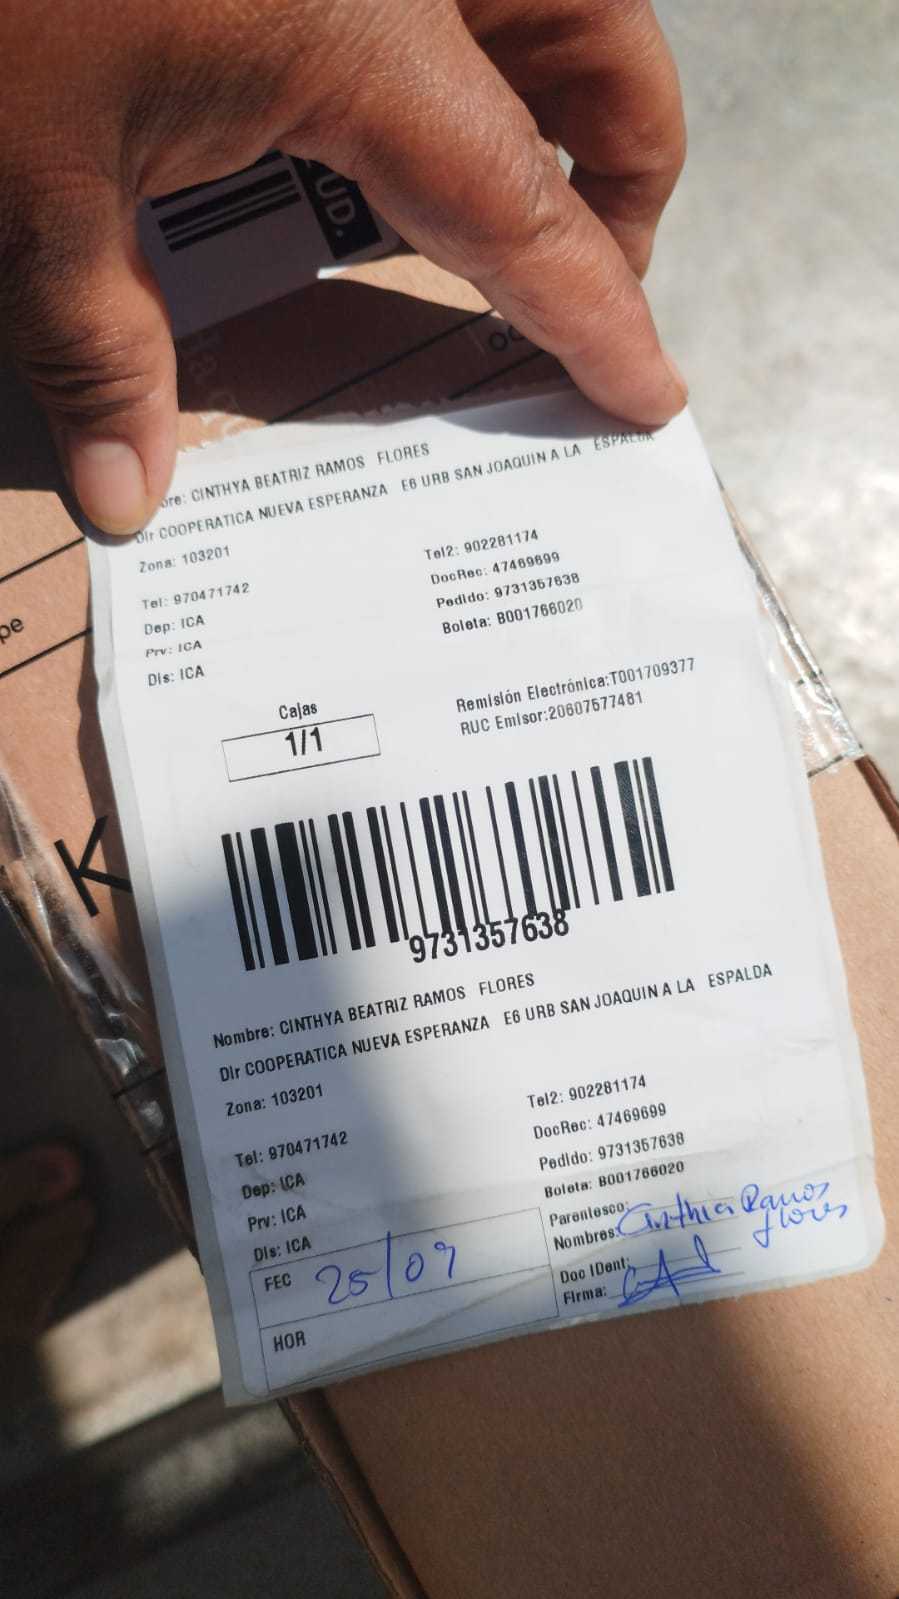 UD.
bre: CINTHYA BEATRIZ RAMOS FLORES
Dir COOPERATICA NUEVA ESPERANZA E6 URB SAN JOAQUIN A LA ESPALDA
Zona: 103201
Tel2: 902281174
Tel: 970471742
DocRec: 47469699
Dep: ICA
Pedido: 9731357638
Prv: ICA
Boleta: B001766020
Dis: ICA
Cajas
1/1
Remisión Electrónica:T001709377
RUC Emisor:20607577481
pe
K
9731357638
Nombre: CINTHYA BEATRIZ RAMOS FLORES
Dir COOPERATICA NUEVA ESPERANZA E6 URB SAN JOAQUIN A LA ESPALDA
Zona: 103201
Tel2: 902281174
Tel: 970471742
DocRec: 47469699
Dep: ICA
Pedido: 9731357638
Prv: ICA
Boleta: B001766020
Dis: ICA
Parentesco:
Nombres: Cinthia Ramos
flores
FEC 25/09
Doc IDent:
Firma:
HOR